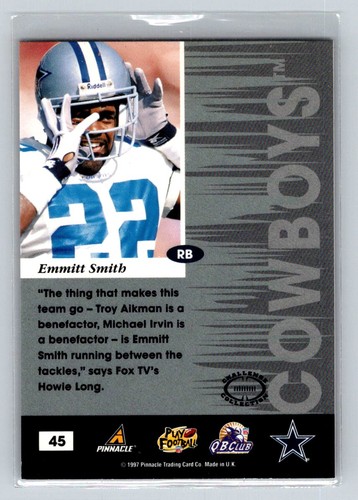 Riddell
22
RB
Emmitt Smith
COWBOYS™
"The thing that makes this
team go – Troy Aikman is
a benefactor, Michael Irvin is
a benefactor – is Emmitt
Smith running between the
tackles," says Fox TV's
Howie Long.
CHALLENGE
COLLECTION
45
PINNACLE
PLAY
FOOTBALL
QB CLUB
© 1997 Pinnacle Trading Card Co. Made in U.K.